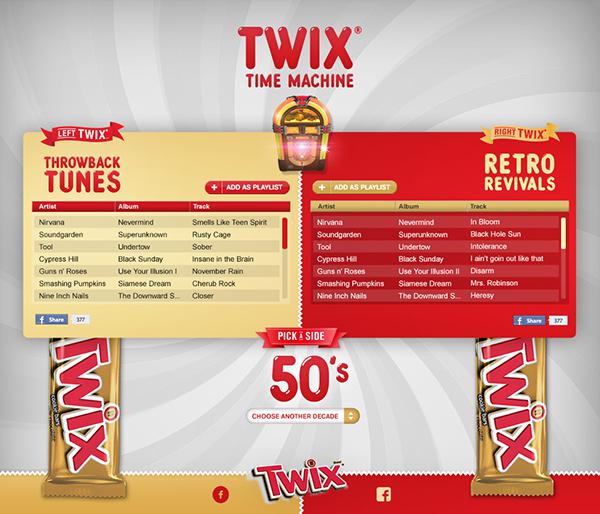 TWIX®
TIME MACHINE
LEFT TWIX®
RIGHT TWIX®
THROWBACK
TUNES
+ ADD AS PLAYLIST
Artist Album Track
Nirvana Nevermind Smells Like Teen Spirit
Soundgarden Superunknown Rusty Cage
Tool Undertow Sober
Cypress Hill Black Sunday Insane in the Brain
Guns n' Roses Use Your Illusion I November Rain
Smashing Pumpkins Siamese Dream Cherub Rock
Nine Inch Nails The Downward S... Closer
f Share 377
RETRO
REVIVALS
+ ADD AS PLAYLIST
Artist Album Track
Nirvana Nevermind In Bloom
Soundgarden Superunknown Black Hole Sun
Tool Undertow Intolerance
Cypress Hill Black Sunday I ain't goin out like that
Guns n' Roses Use Your Illusion II Disarm
Smashing Pumpkins Siamese Dream Mrs. Robinson
Nine Inch Nails The Downward S... Heresy
f Share 377
PICK A SIDE
50's
CHOOSE ANOTHER DECADE
TWIX
cookie bars
TWIX
cookie bars
f
TWIX
f